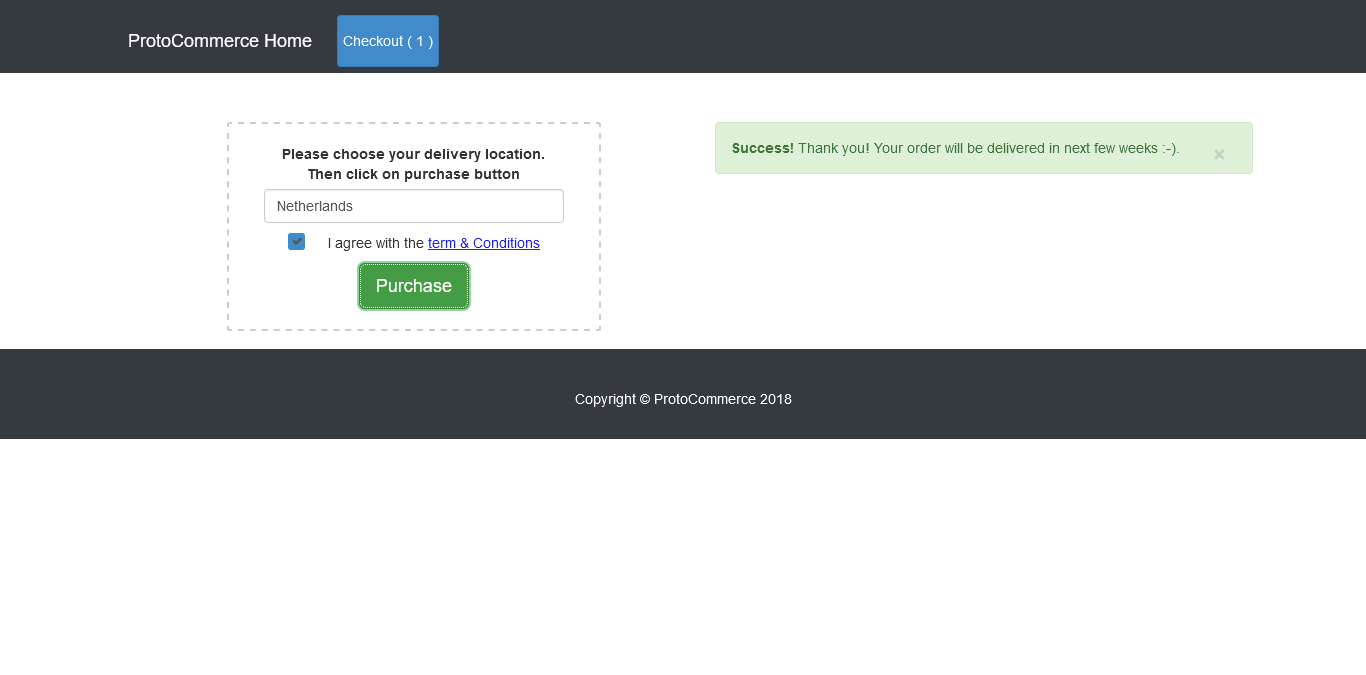 ProtoCommerce Home
Checkout ( 1 )
Please choose your delivery location.
Then click on purchase button
Netherlands
I agree with the term & Conditions
Purchase
Success! Thank you! Your order will be delivered in next few weeks :-).
×
Copyright © ProtoCommerce 2018